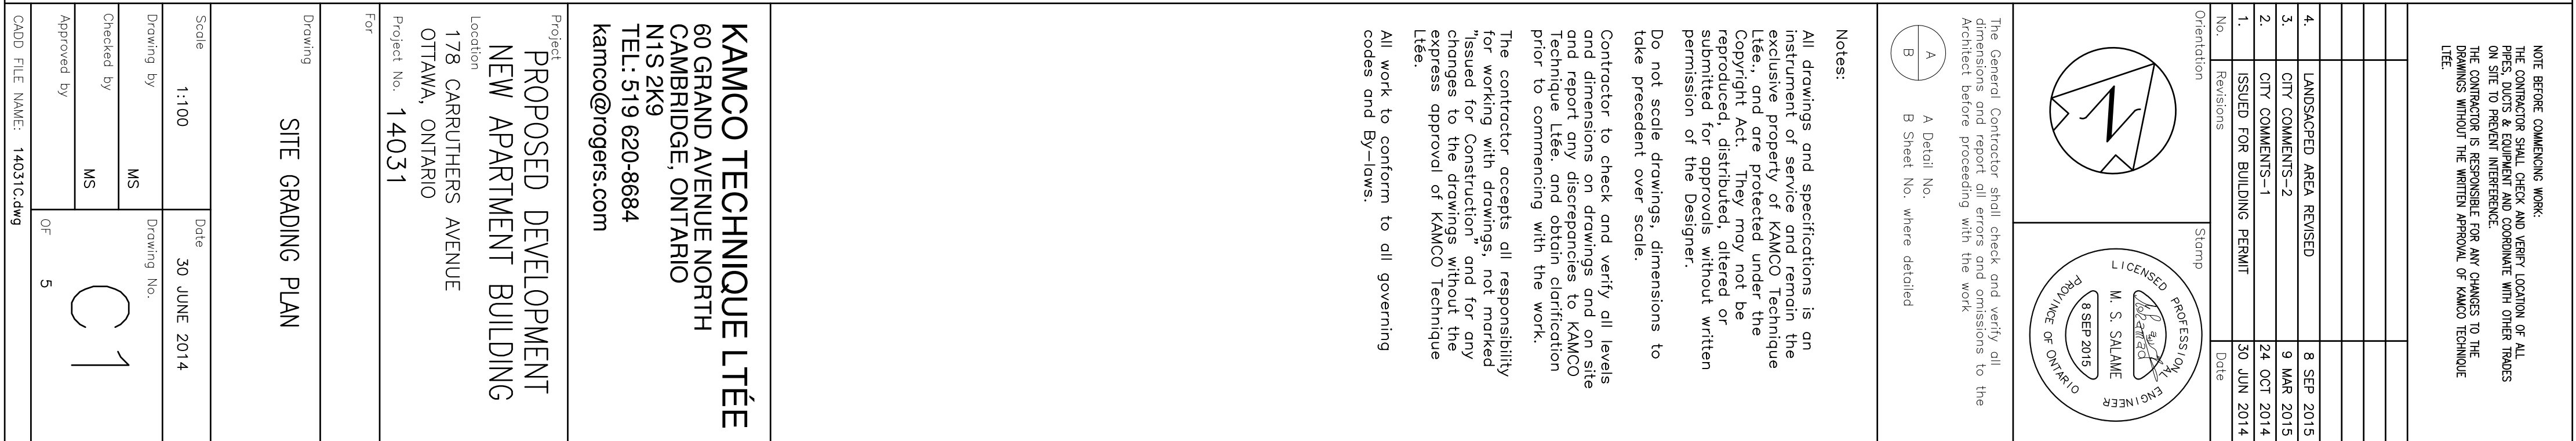 NOTE BEFORE COMMENCING WORK:
THE CONTRACTOR SHALL CHECK AND VERIFY LOCATION OF ALL
PIPES, DUCTS & EQUIPMENT AND COORDINATE WITH OTHER TRADES
ON SITE TO PREVENT INTERFERENCE.
THE CONTRACTOR IS RESPONSIBLE FOR ANY CHANGES TO THE
DRAWINGS WITHOUT THE WRITTEN APPROVAL OF KAMCO TECHNIQUE
LTÉE.
4. LANDSACPED AREA REVISED 8 SEP 2015
3. CITY COMMENTS-2 9 MAR 2015
2. CITY COMMENTS-1 24 OCT 2014
1. ISSUED FOR BUILDING PERMIT 30 JUN 2014
No. Revisions Date
Orientation Stamp
N
LICENSED PROFESSIONAL ENGINEER
8 SEP 2015
M. S. SALAME
PROVINCE OF ONTARIO
The General Contractor shall check and verify all
dimensions and report all errors and omissions to the
Architect before proceeding with the work
A A Detail No.
B B Sheet No. where detailed
Notes:
All drawings and specifications is an
instrument of service and remain the
exclusive property of KAMCO Technique
Ltée., and are protected under the
Copyright Act. They may not be
reproduced, distributed, altered or
submitted for approvals without written
permission of the Designer.
Do not scale drawings, dimensions to
take precedent over scale.
Contractor to check and verify all levels
and dimensions on drawings and on site
and report any discrepancies to KAMCO
Technique Ltée. and obtain clarification
prior to commencing with the work.
The contractor accepts all responsibility
for working with drawings, not marked
"Issued for Construction" and for any
changes to the drawings without the
express approval of KAMCO Technique
Ltée.
All work to conform to all governing
codes and By-laws.
KAMCO TECHNIQUE LTÉE
60 GRAND AVENUE NORTH
CAMBRIDGE, ONTARIO
N1S 2K9
TEL: 519 620-8684
kamco@rogers.com
Project
PROPOSED DEVELOPMENT
NEW APARTMENT BUILDING
Location
178 CARRUTHERS AVENUE
OTTAWA, ONTARIO
Project No. 14031
For
Drawing
SITE GRADING PLAN
Scale
1:100
Date
30 JUNE 2014
Drawing by
MS
Checked by
MS
Approved by
Drawing No.
C1
OF 5
CADD FILE NAME: 14031C.dwg